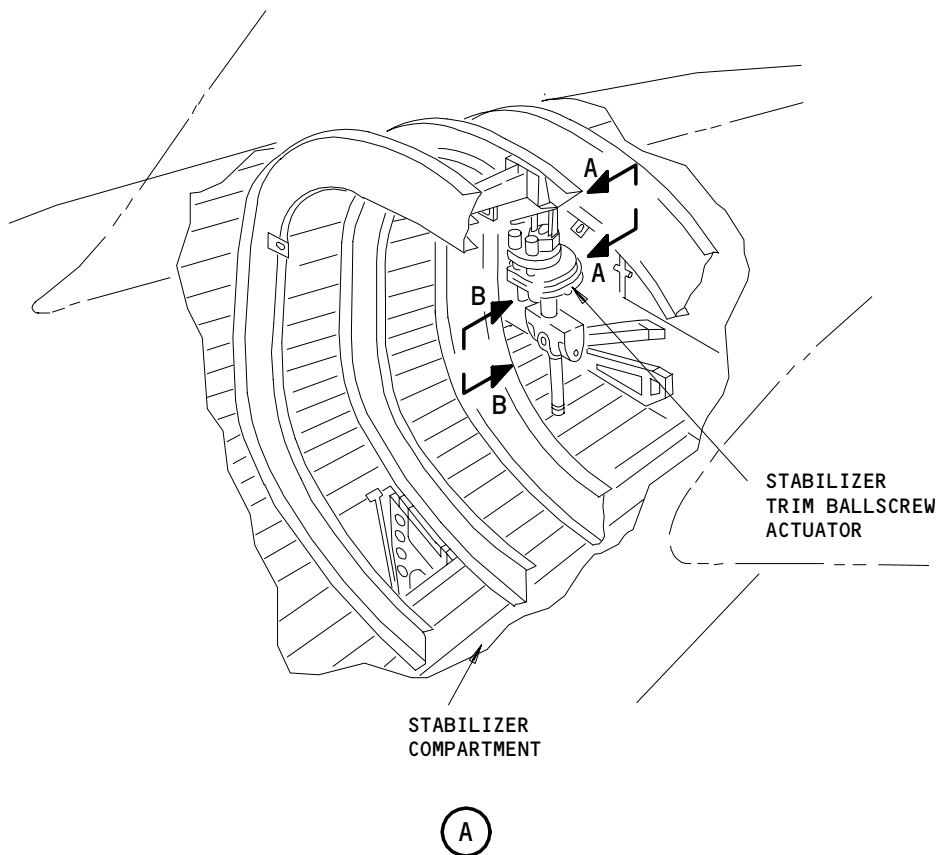 A
A
B
B
STABILIZER
TRIM BALLSCREW
ACTUATOR
STABILIZER
COMPARTMENT
A